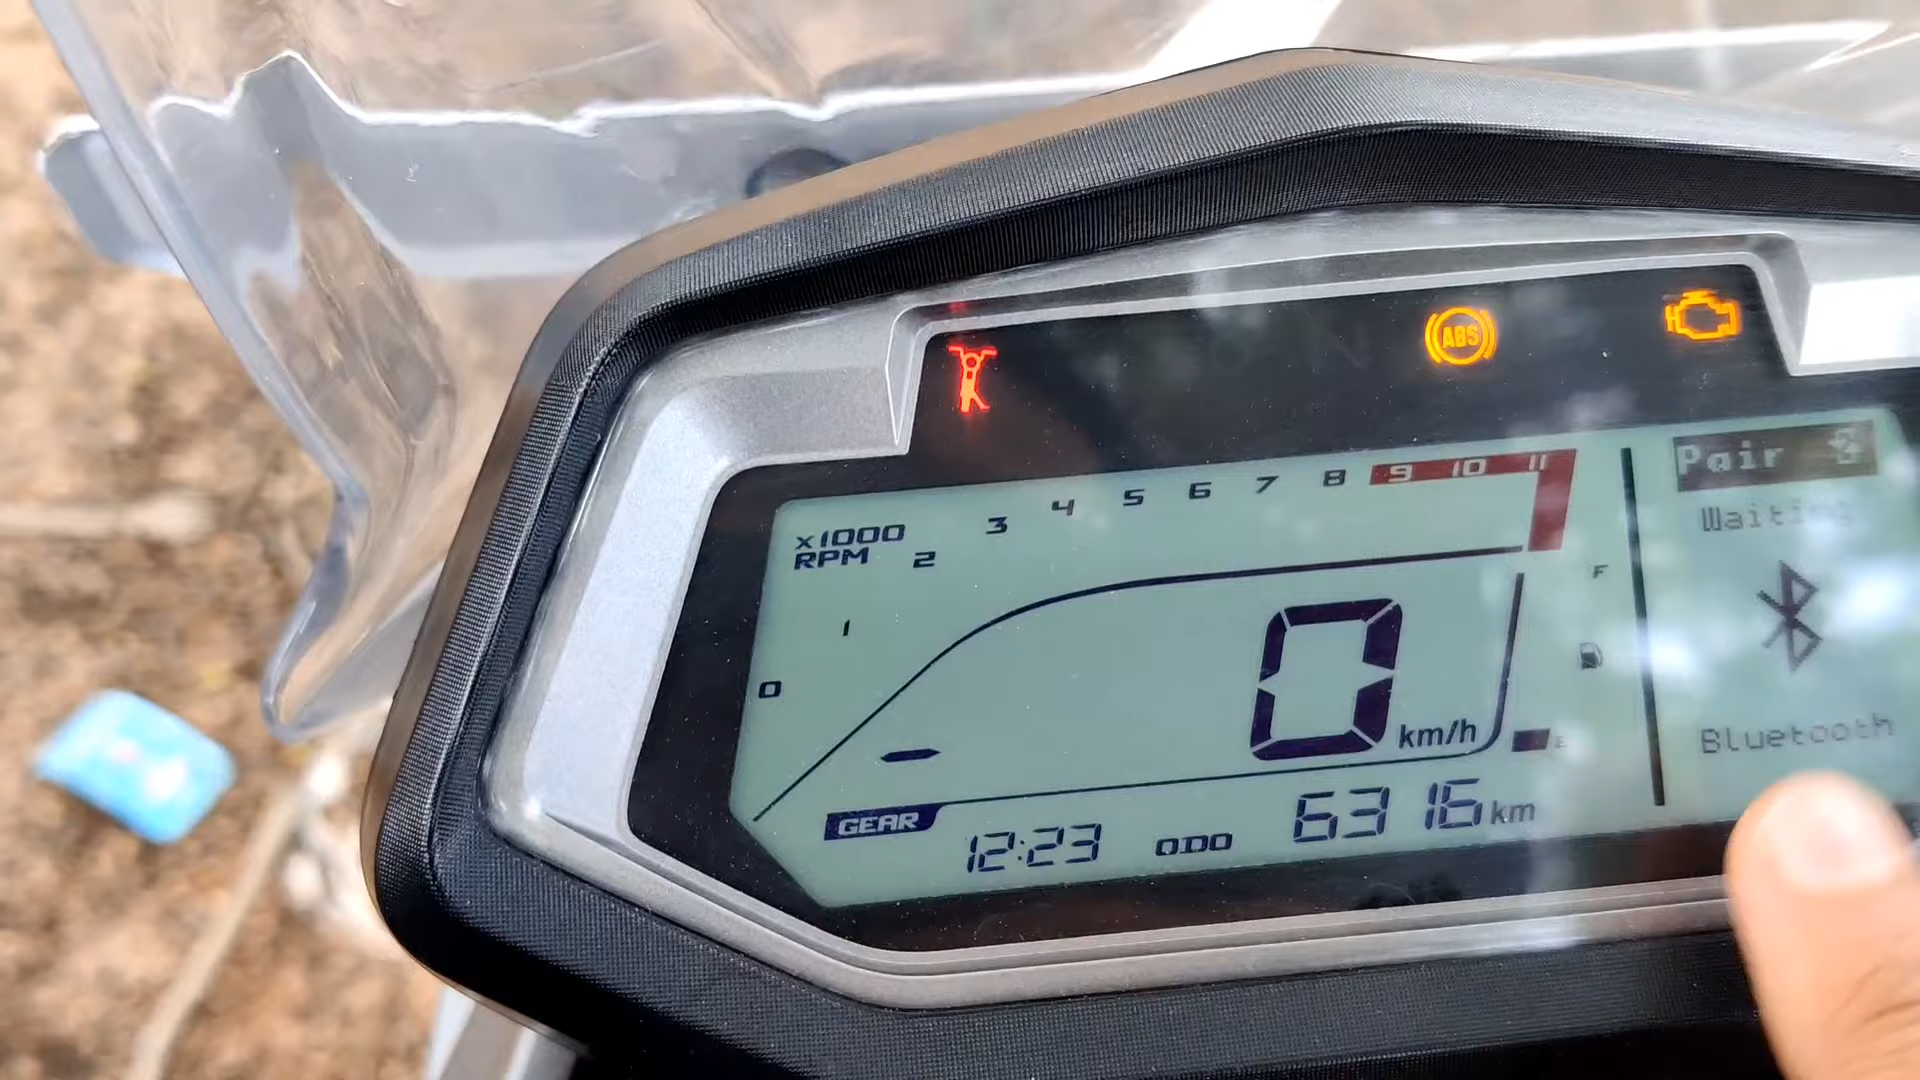 ABS
Pair
Waiting
x1000
RPM
0 1 2 3 4 5 6 7 8 9 10 11
F
0 km/h
E
Bluetooth
GEAR
12:23 ODO 6316 km